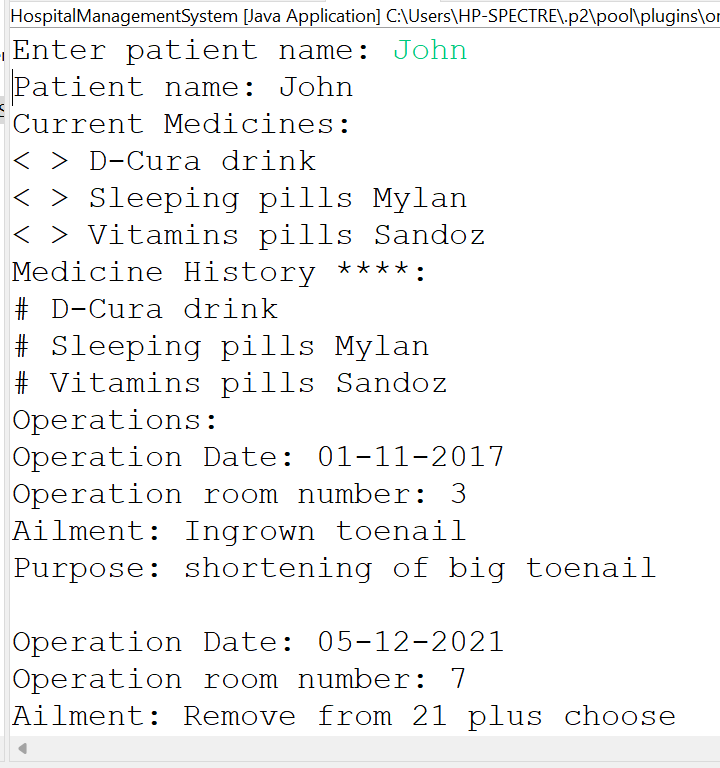 HospitalManagementSystem [Java Application] C:\Users\HP-SPECTRE\.p2\pool\plugins\or
Enter patient name: John
Patient name: John
Current Medicines:
< > D-Cura drink
< > Sleeping pills Mylan
< > Vitamins pills Sandoz
Medicine History ****:
# D-Cura drink
# Sleeping pills Mylan
# Vitamins pills Sandoz
Operations:
Operation Date: 01-11-2017
Operation room number: 3
Ailment: Ingrown toenail
Purpose: shortening of big toenail
Operation Date: 05-12-2021
Operation room number: 7
Ailment: Remove from 21 plus choose